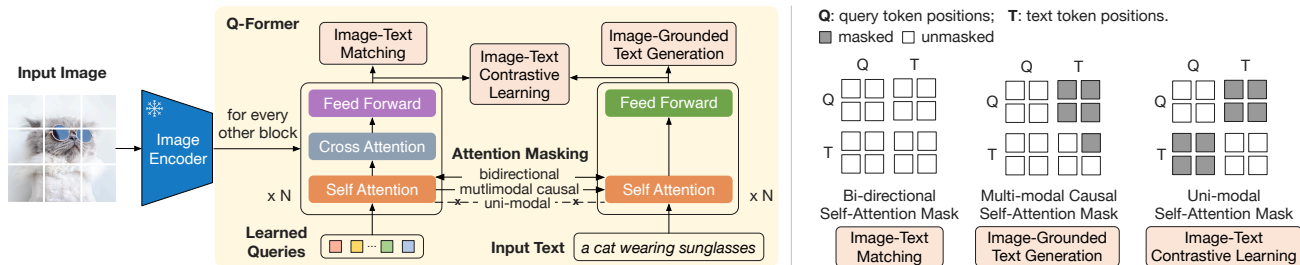 Q-Former
Input Image
Image
Encoder
for every
other block
Image-Text
Matching
Image-Text
Contrastive
Learning
Image-Grounded
Text Generation
Feed Forward
Cross Attention
Self Attention
x N
Learned
Queries
...
Attention Masking
bidirectional
mutlimodal causal
x uni-modal x
Feed Forward
Self Attention
x N
Input Text
a cat wearing sunglasses
Q: query token positions; T: text token positions.
masked unmasked
Q T
Q
T
Bi-directional
Self-Attention Mask
Image-Text
Matching
Q T
Q
T
Multi-modal Causal
Self-Attention Mask
Image-Grounded
Text Generation
Q T
Q
T
Uni-modal
Self-Attention Mask
Image-Text
Contrastive Learning